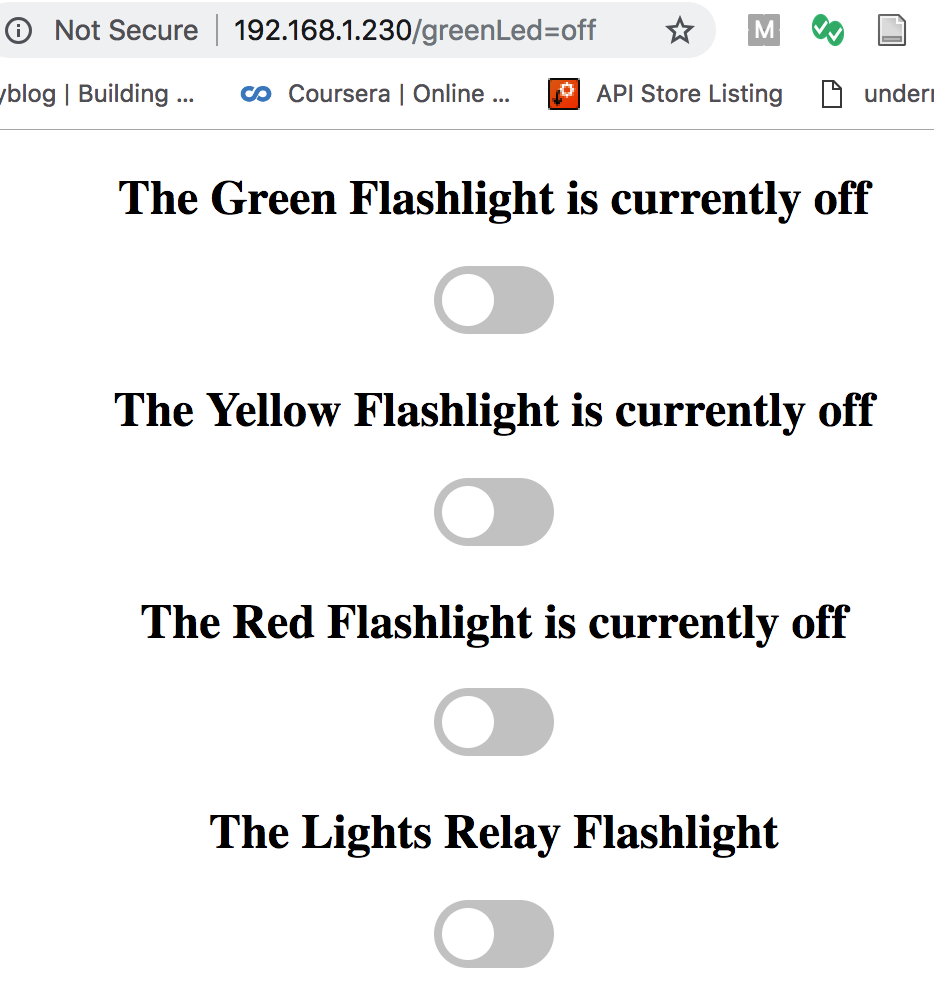 Not Secure | 192.168.1.230/greenLed=off M
yblog | Building ... Coursera | Online ... API Store Listing
The Green Flashlight is currently off
The Yellow Flashlight is currently off
The Red Flashlight is currently off
The Lights Relay Flashlight